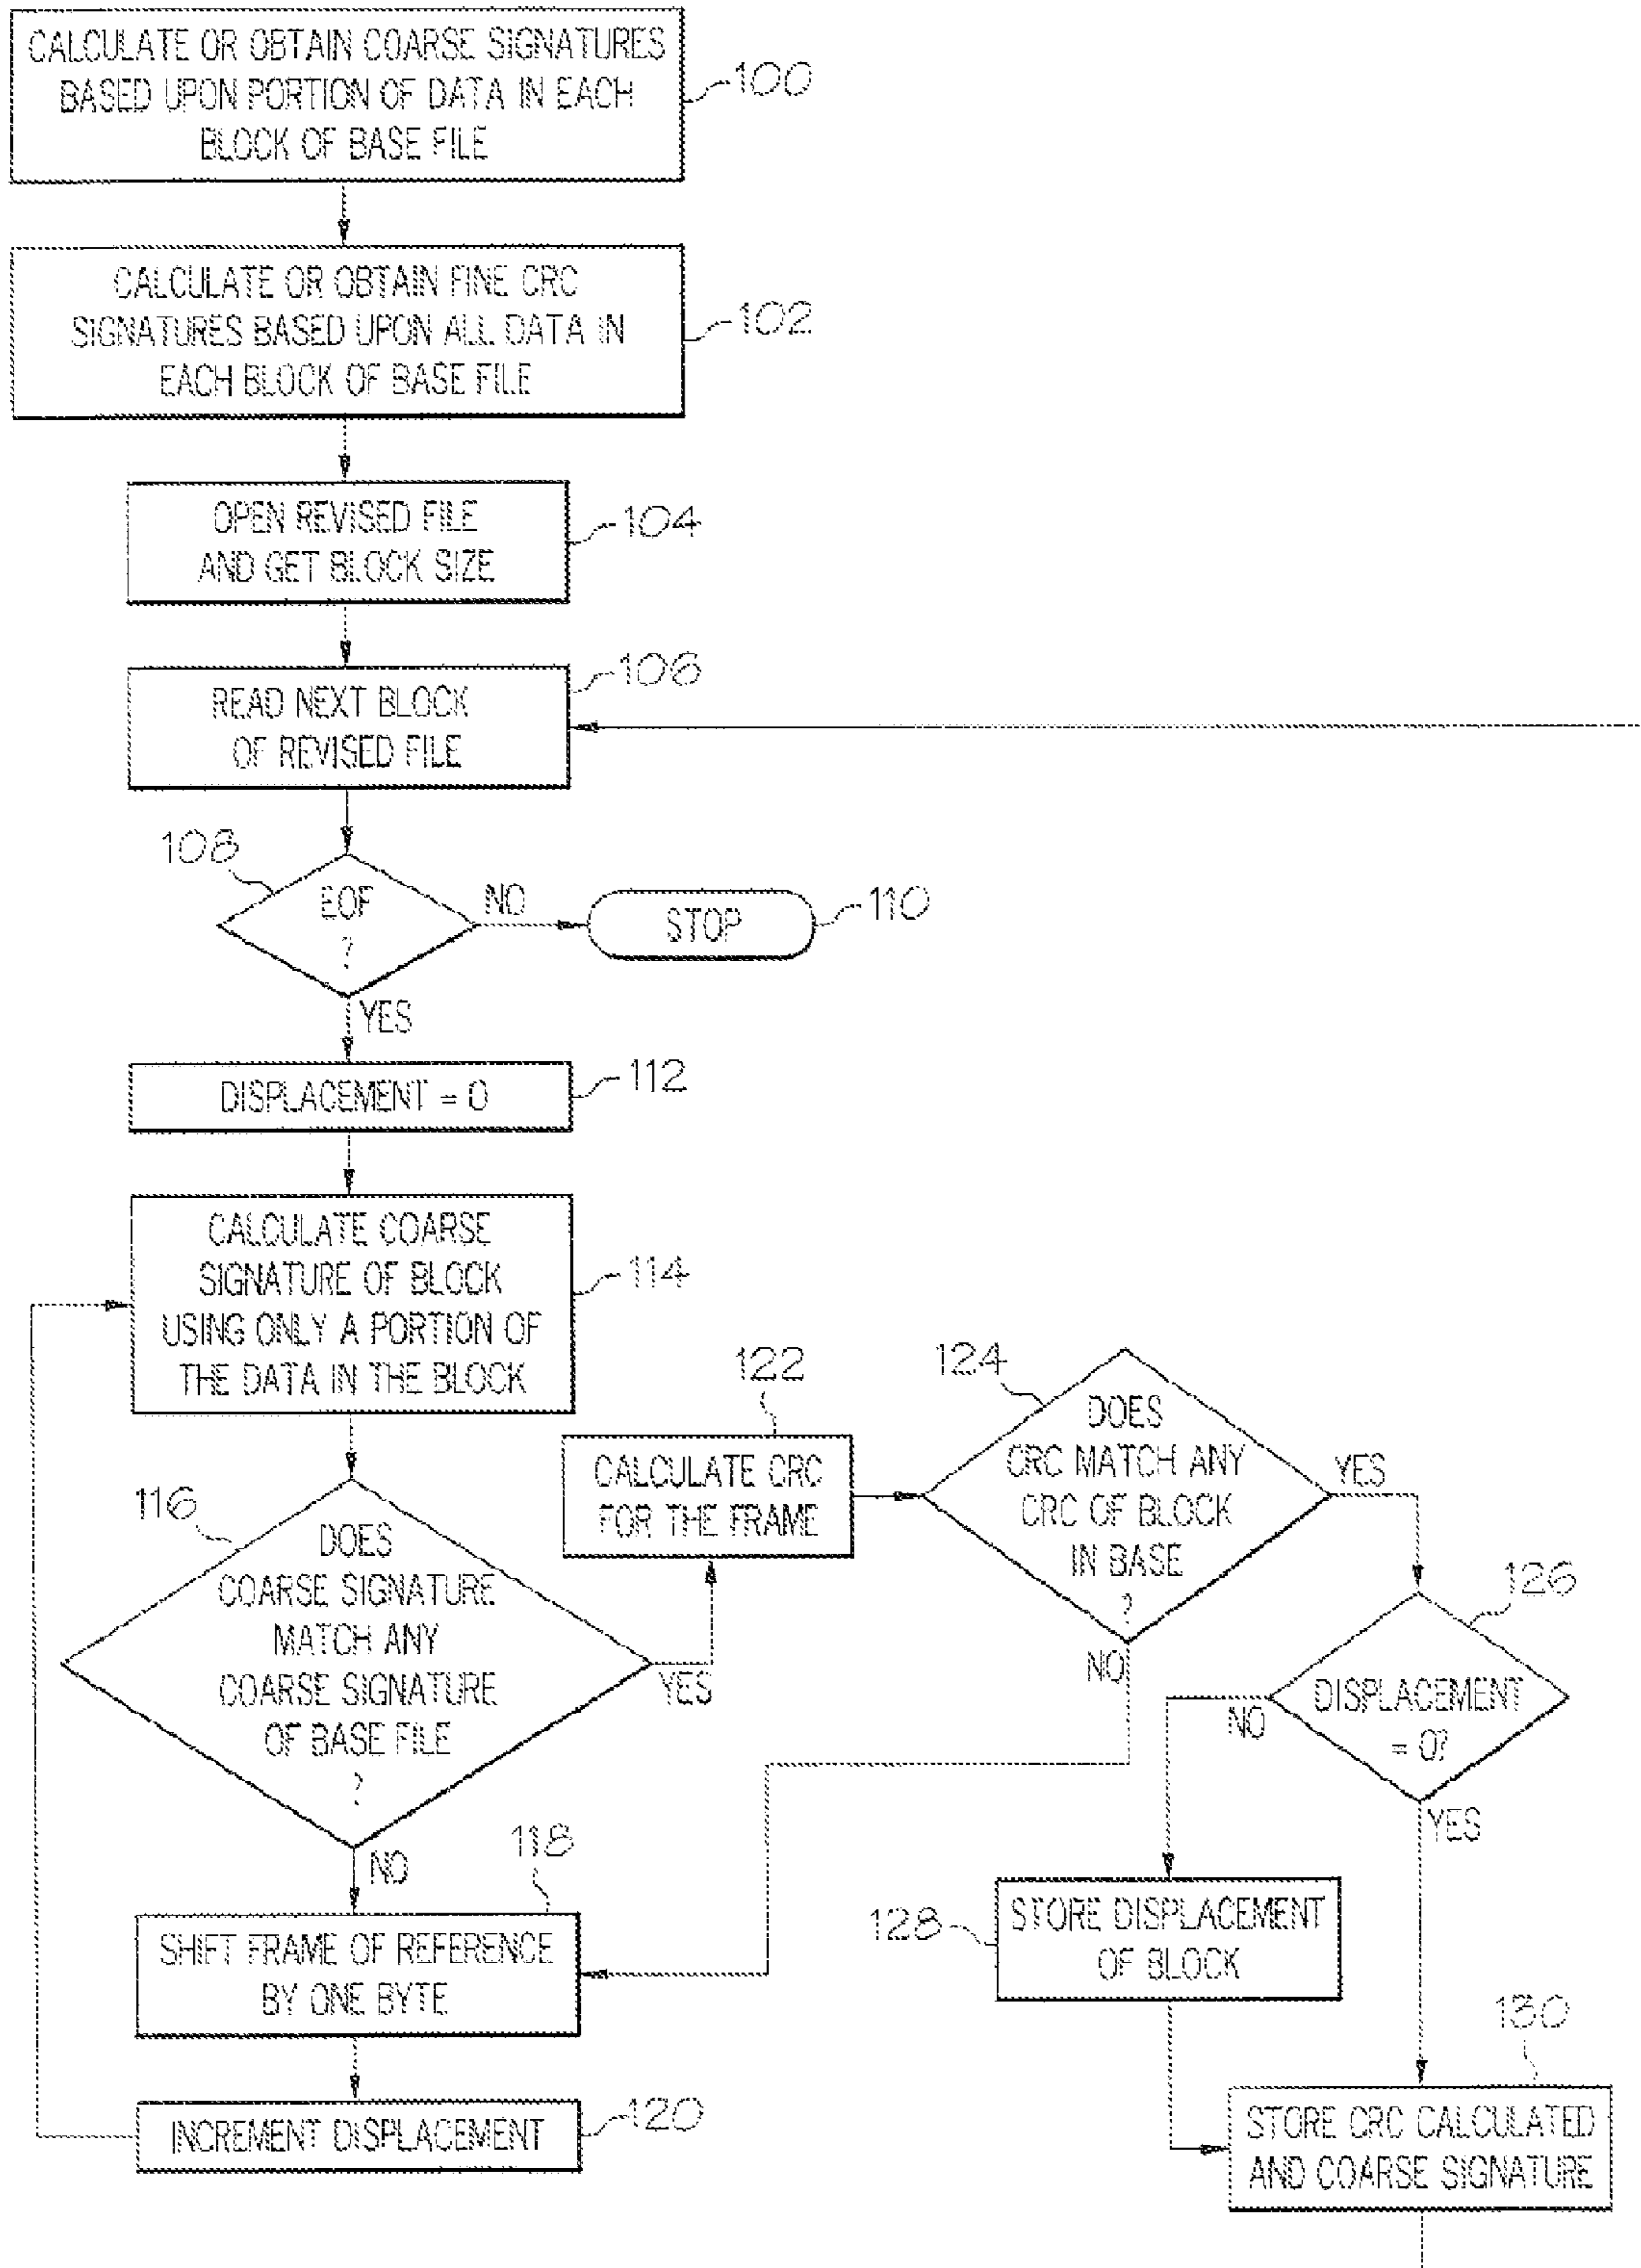 CALCULATE OR OBTAIN COARSE SIGNATURES
BASED UPON PORTION OF DATA IN EACH
BLOCK OF BASE FILE
100
CALCULATE OR OBTAIN FINE CRC
SIGNATURES BASED UPON ALL DATA IN
EACH BLOCK OF BASE FILE
102
OPEN REVISED FILE
AND GET BLOCK SIZE
104
READ NEXT BLOCK
OF REVISED FILE
106
108
EOF
?
NO
STOP
110
YES
DISPLACEMENT = 0
112
CALCULATE COARSE
SIGNATURE OF BLOCK
USING ONLY A PORTION OF
THE DATA IN THE BLOCK
114
116
DOES
COARSE SIGNATURE
MATCH ANY
COARSE SIGNATURE
OF BASE FILE
?
YES
NO
122
CALCULATE CRC
FOR THE FRAME
124
DOES
CRC MATCH ANY
CRC OF BLOCK
IN BASE
?
YES
NO
126
DISPLACEMENT
= 0?
NO
YES
118
SHIFT FRAME OF REFERENCE
BY ONE BYTE
128
STORE DISPLACEMENT
OF BLOCK
INCREMENT DISPLACEMENT
120
130
STORE CRC CALCULATED
AND COARSE SIGNATURE